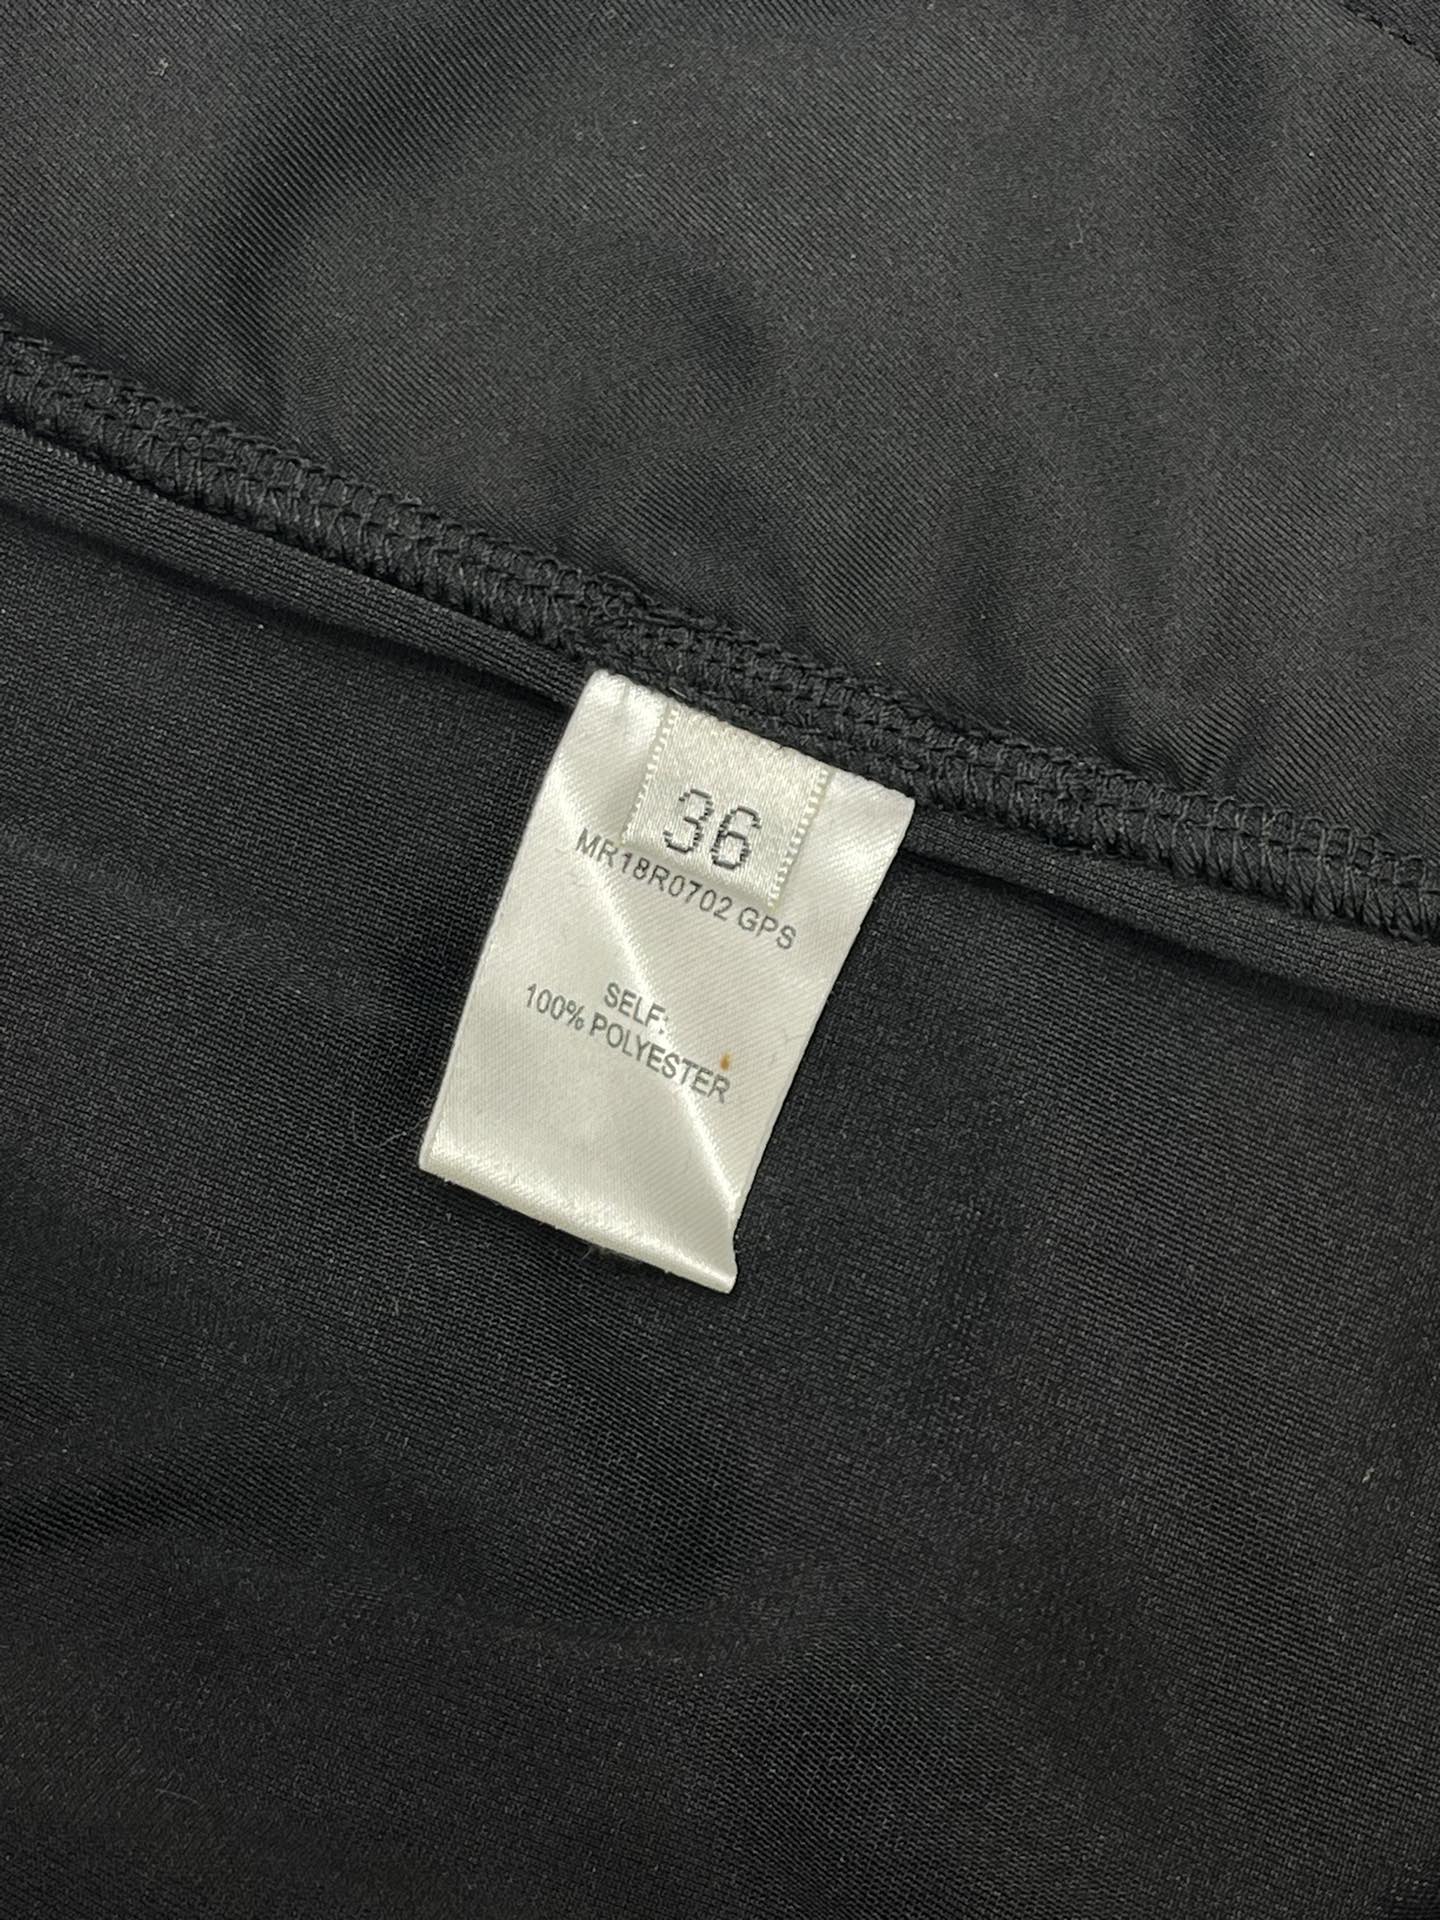 36
MR18R0702 GPS
SELF:
100% POLYESTER